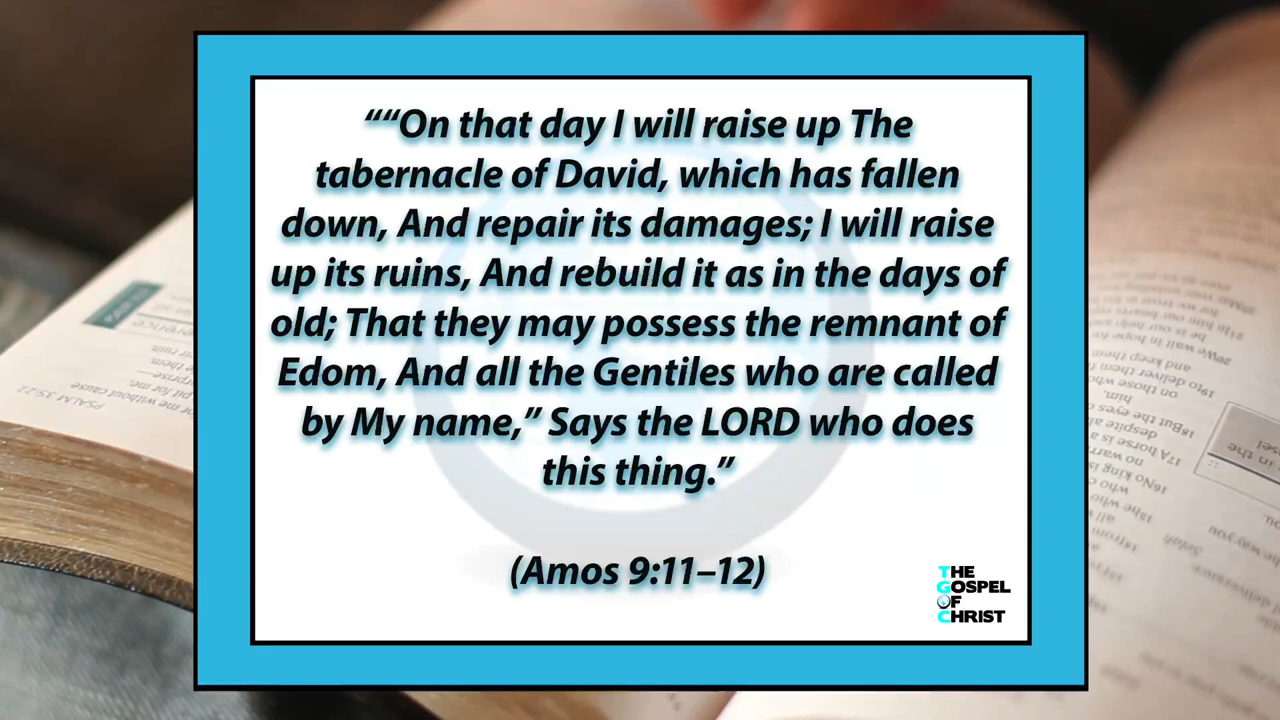 ““On that day I will raise up The
tabernacle of David, which has fallen
down, And repair its damages; I will raise
up its ruins, And rebuild it as in the days of
old; That they may possess the remnant of
Edom, And all the Gentiles who are called
by My name,” Says the LORD who does
this thing.”
(Amos 9:11–12)
THE
GOSPEL
OF
CHRIST
PSALM 35:22